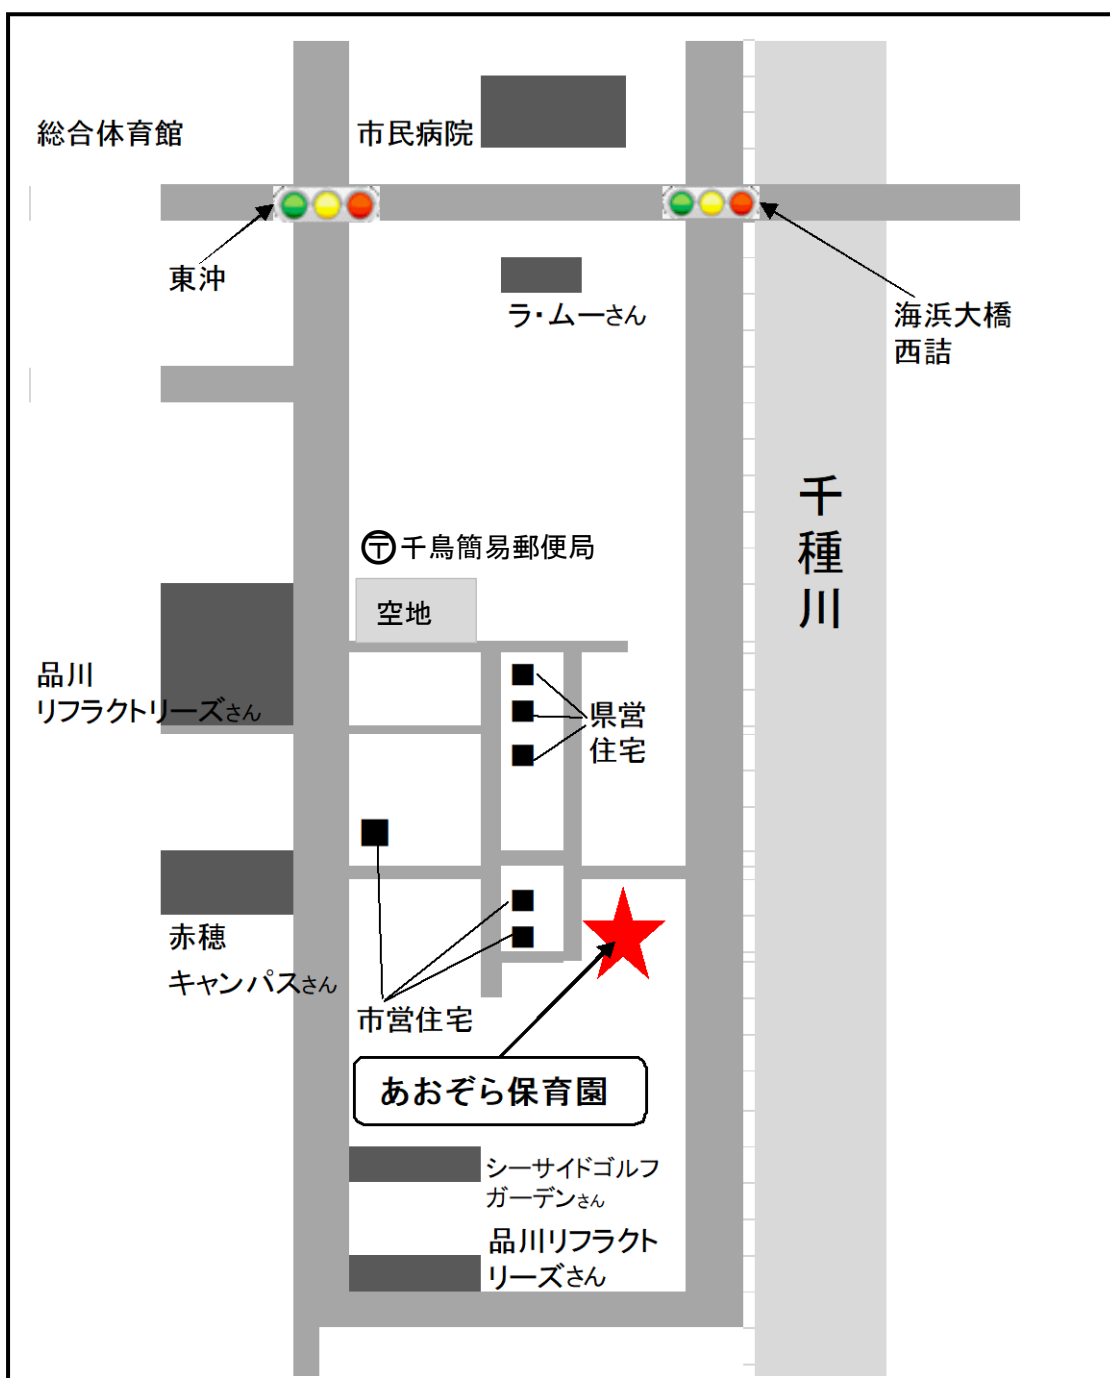 総合体育館
市民病院
東沖
ラ・ムーさん
海浜大橋
西詰
千種川
〒千鳥簡易郵便局
空地
品川
リフラクトリーズさん
県営
住宅
赤穂
キャンパスさん
市営住宅
あおぞら保育園
シーサイドゴルフ
ガーデンさん
品川リフラクト
リーズさん